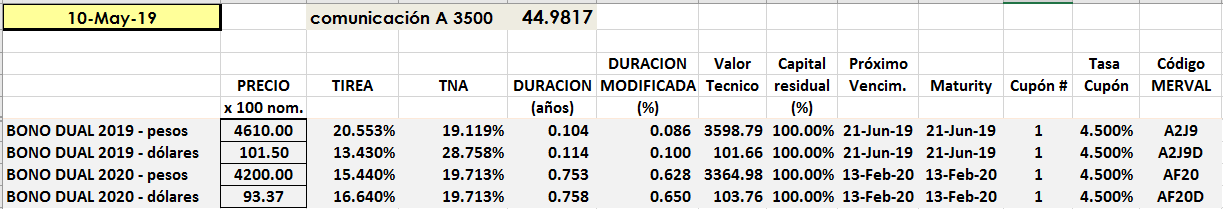 10-May-19 comunicación A 3500 44.9817
DURACION Valor Capital Próximo Tasa Código
PRECIO TIREA TNA DURACION MODIFICADA Tecnico residual Vencim. Maturity Cupón # Cupón MERVAL
x 100 nom. (años) (%) (%)
BONO DUAL 2019 - pesos 4610.00 20.553% 19.119% 0.104 0.086 3598.79 100.00% 21-Jun-19 21-Jun-19 1 4.500% A2J9
BONO DUAL 2019 - dólares 101.50 13.430% 28.758% 0.114 0.100 101.66 100.00% 21-Jun-19 21-Jun-19 1 4.500% A2J9D
BONO DUAL 2020 - pesos 4200.00 15.440% 19.713% 0.753 0.628 3364.98 100.00% 13-Feb-20 13-Feb-20 1 4.500% AF20
BONO DUAL 2020 - dólares 93.37 16.640% 19.713% 0.758 0.650 103.76 100.00% 13-Feb-20 13-Feb-20 1 4.500% AF20D